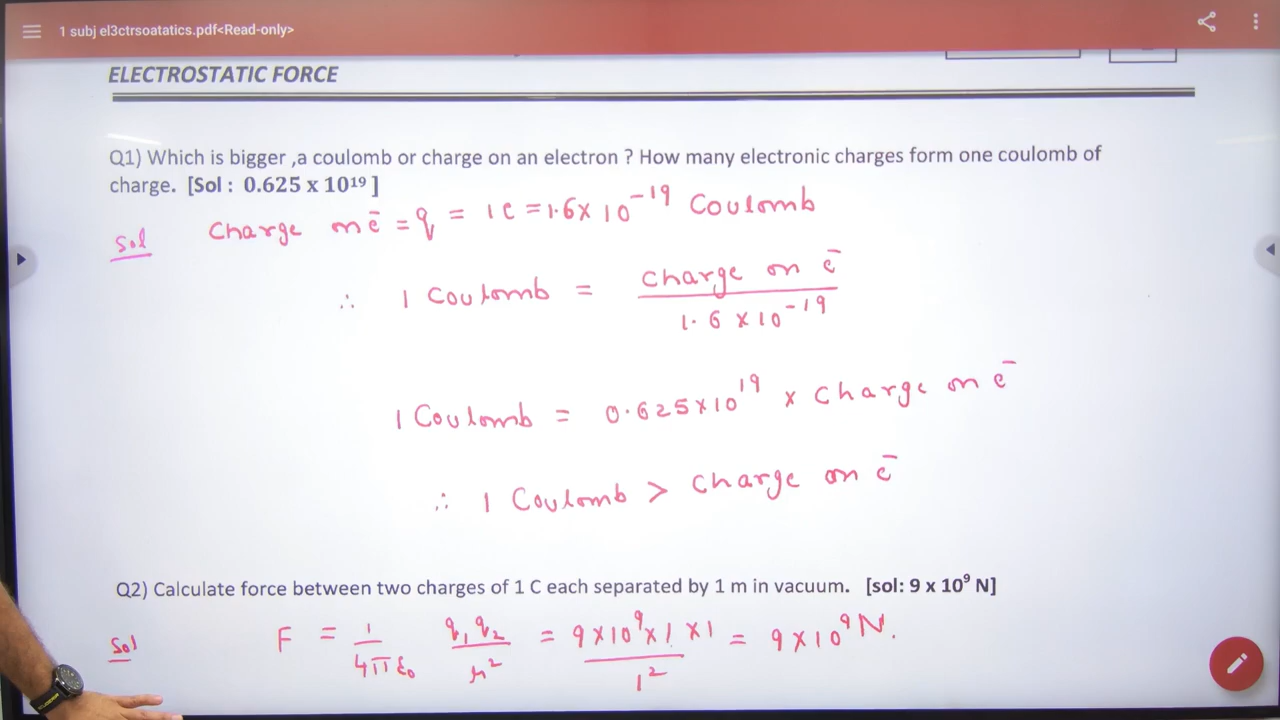 1 subj el3ctrsoatatics.pdf<Read-only>
ELECTROSTATIC FORCE
Q1) Which is bigger ,a coulomb or charge on an electron ? How many electronic charges form one coulomb of
charge. [Sol : 0.625 x 10¹⁹ ]
Sol Charge on e⁻ = q = 1e = 1.6 × 10⁻¹⁹ Coulomb
∴ 1 Coulomb = charge on e⁻ / 1.6 × 10⁻¹⁹
1 Coulomb = 0.625 × 10¹⁹ × charge on e⁻
∴ 1 Coulomb > charge on e⁻
Q2) Calculate force between two charges of 1 C each separated by 1 m in vacuum. [sol: 9 x 10⁹ N]
Sol F = 1/4πε₀ q₁q₂/r² = 9×10⁹×1×1/1² = 9×10⁹ N.